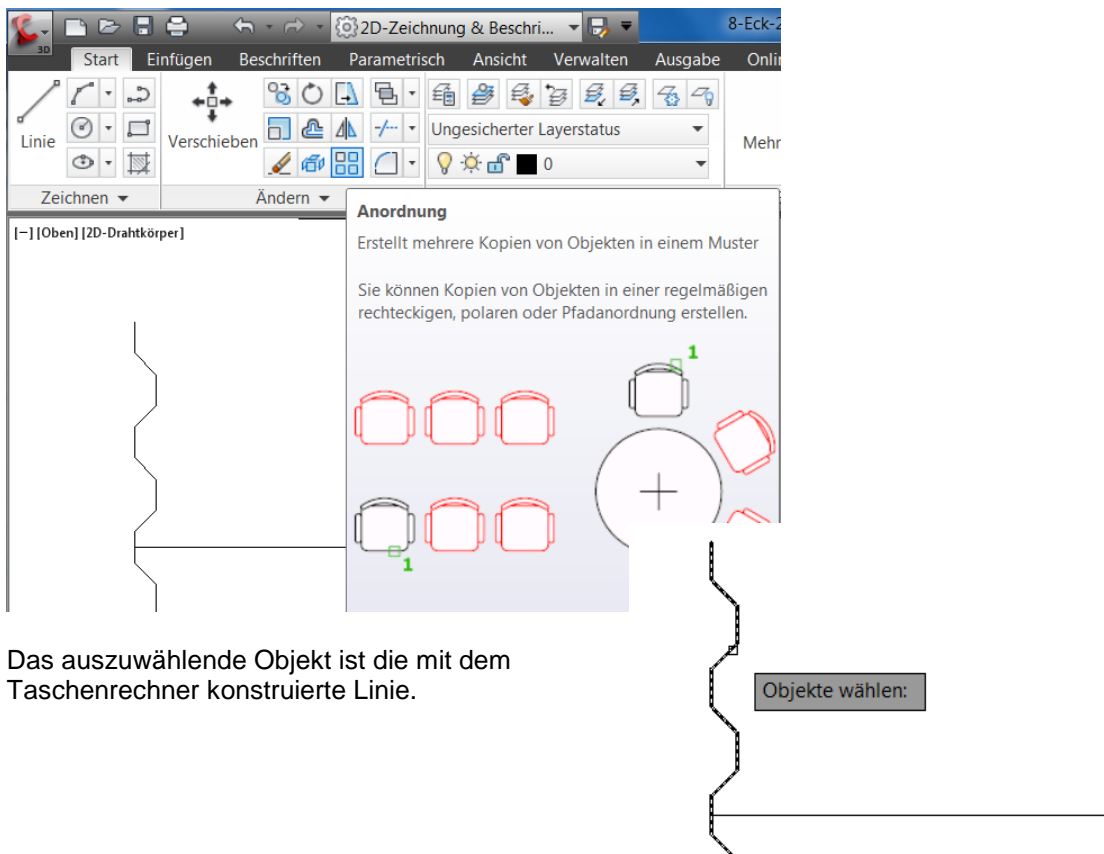 2D-Zeichnung & Beschri...
8-Eck-2
3D
Start Einfügen Beschriften Parametrisch Ansicht Verwalten Ausgabe Onlin
Linie
Verschieben
Ungesicherter Layerstatus
Mehr
0
Zeichnen
Ändern
[−] [Oben] [2D-Drahtkörper]
Anordnung
Erstellt mehrere Kopien von Objekten in einem Muster
Sie können Kopien von Objekten in einer regelmäßigen
rechteckigen, polaren oder Pfadanordnung erstellen.
1
1
Das auszuwählende Objekt ist die mit dem
Taschenrechner konstruierte Linie.
Objekte wählen: